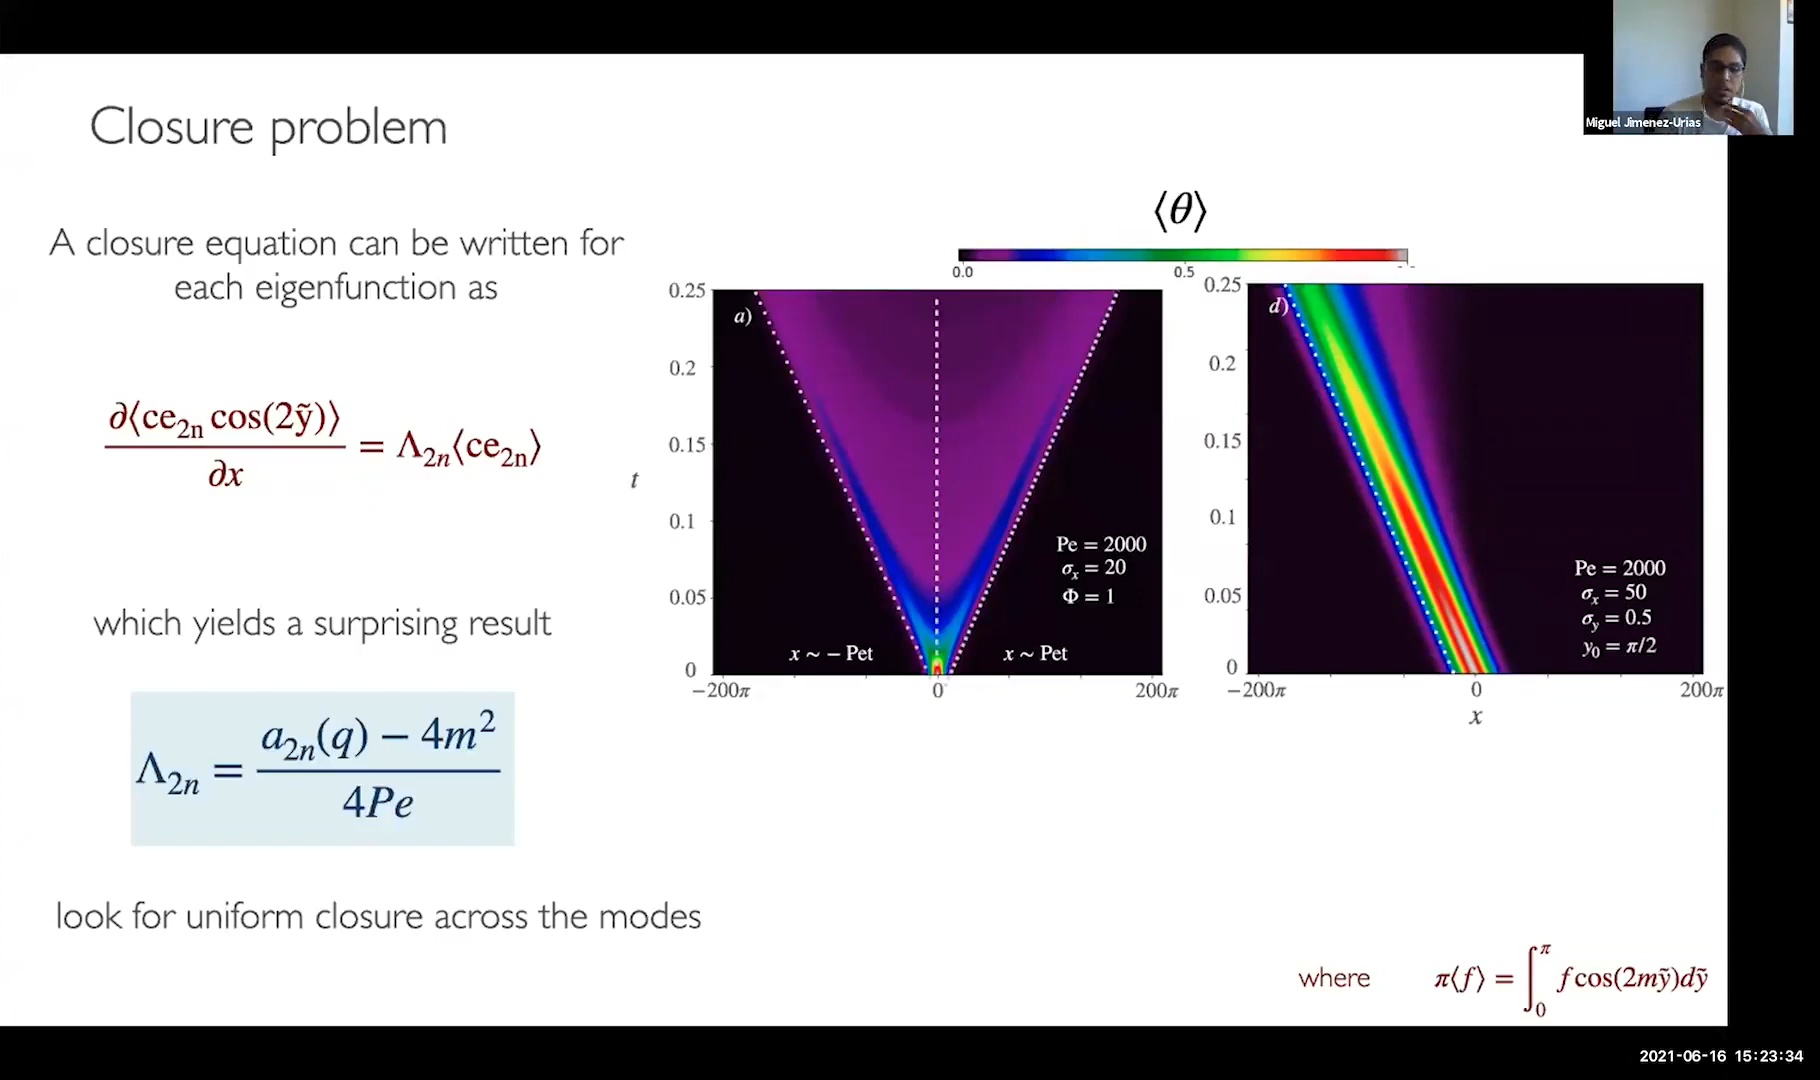 Miguel Jimenez-Urias
Closure problem
A closure equation can be written for
each eigenfunction as
∂⟨ce₂ₙ cos(2ỹ)⟩ / ∂x = Λ₂ₙ⟨ce₂ₙ⟩
which yields a surprising result
Λ₂ₙ = (a₂ₙ(q) − 4m²) / 4Pe
look for uniform closure across the modes
⟨θ⟩
0.0 0.5
a)
t
0.25
0.2
0.15
0.1
0.05
0
Pe = 2000
σₓ = 20
Φ = 1
x ~ − Pet
x ~ Pet
−200π 0 200π
d)
0.25
0.2
0.15
0.1
0.05
0
Pe = 2000
σₓ = 50
σ_y = 0.5
y₀ = π/2
−200π 0 200π
x
where π⟨f⟩ = ∫₀^π f cos(2mỹ)dỹ
2021-06-16 15:23:34